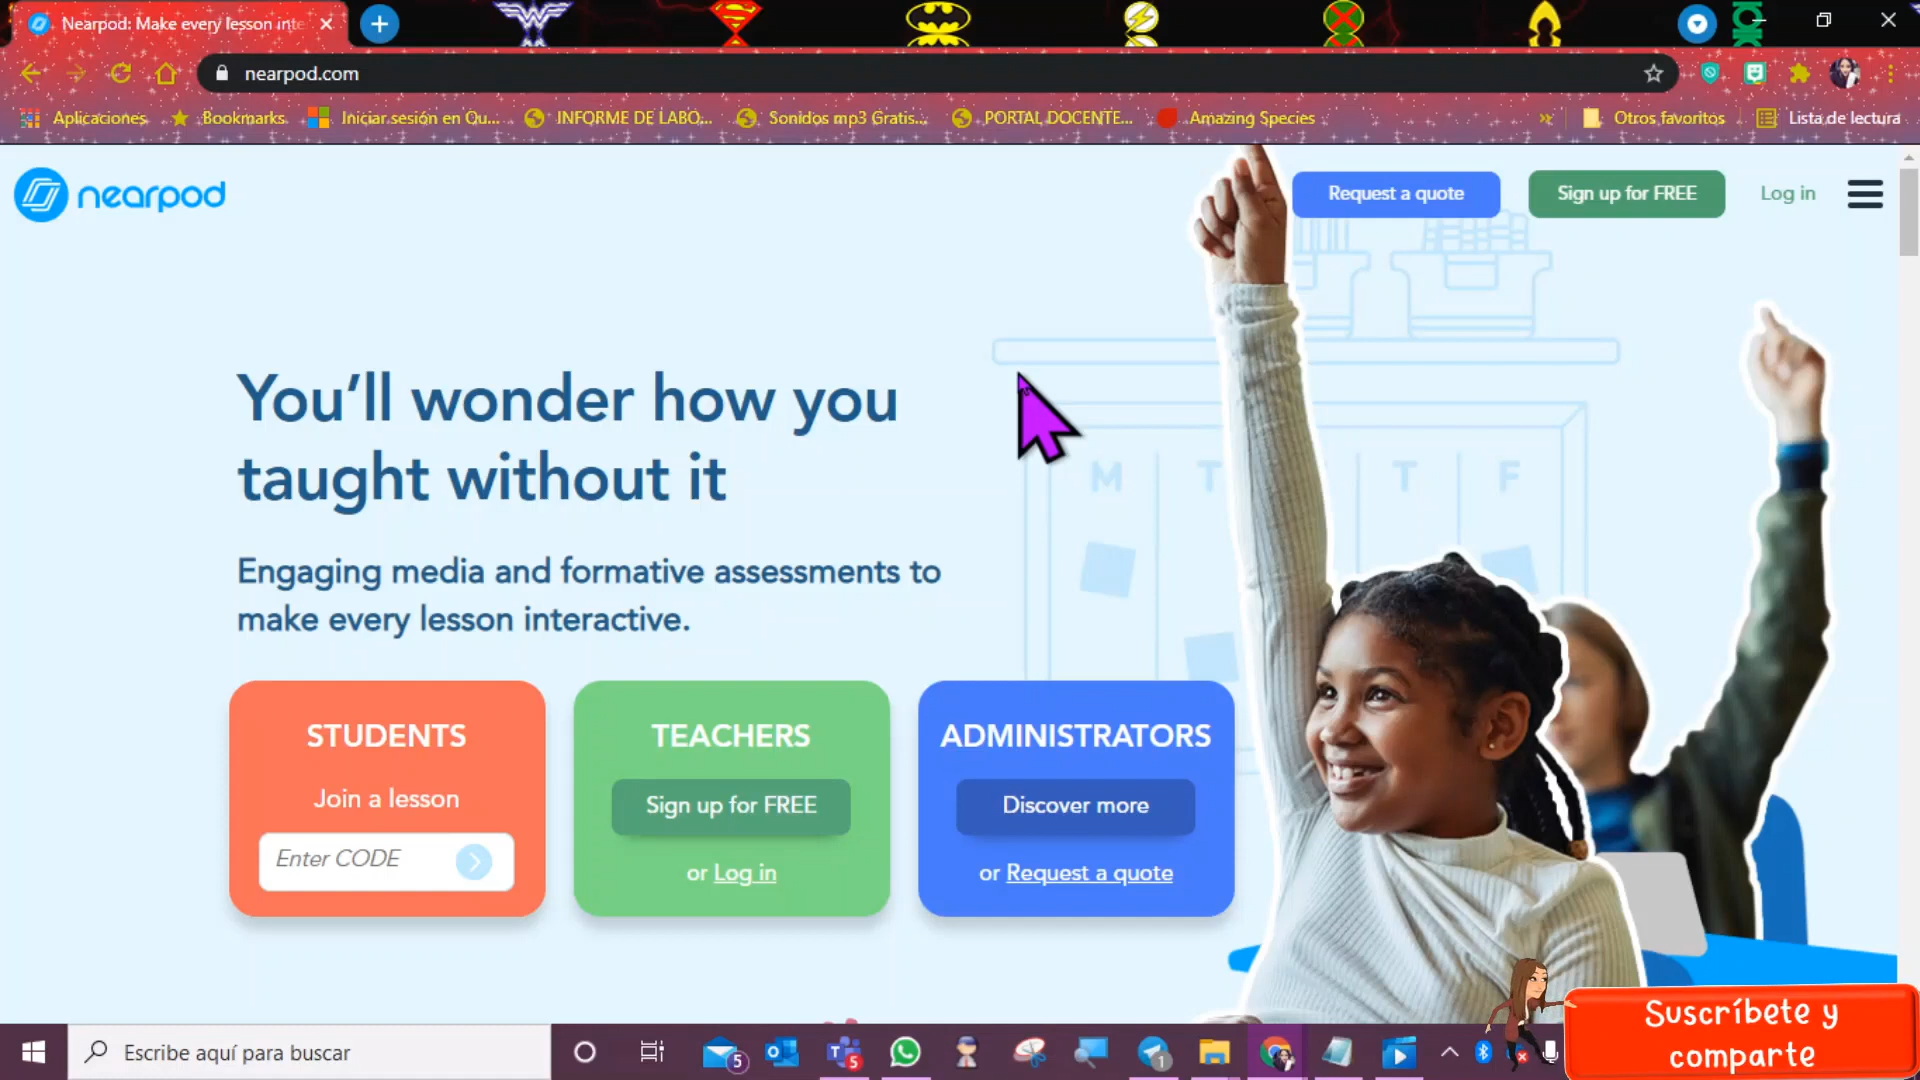 Nearpod: Make every lesson inte
nearpod.com
Aplicaciones
Bookmarks
Iniciar sesión en Qu...
INFORME DE LABO...
Sonidos mp3 Gratis...
PORTAL DOCENTE...
Amazing Species
Otros favoritos
Lista de lectura
nearpod
Request a quote
Sign up for FREE
Log in
You'll wonder how you
taught without it
Engaging media and formative assessments to
make every lesson interactive.
M T T F
STUDENTS
Join a lesson
Enter CODE
TEACHERS
Sign up for FREE
or Log in
ADMINISTRATORS
Discover more
or Request a quote
Escribe aquí para buscar
5
5
1
Suscríbete y
comparte